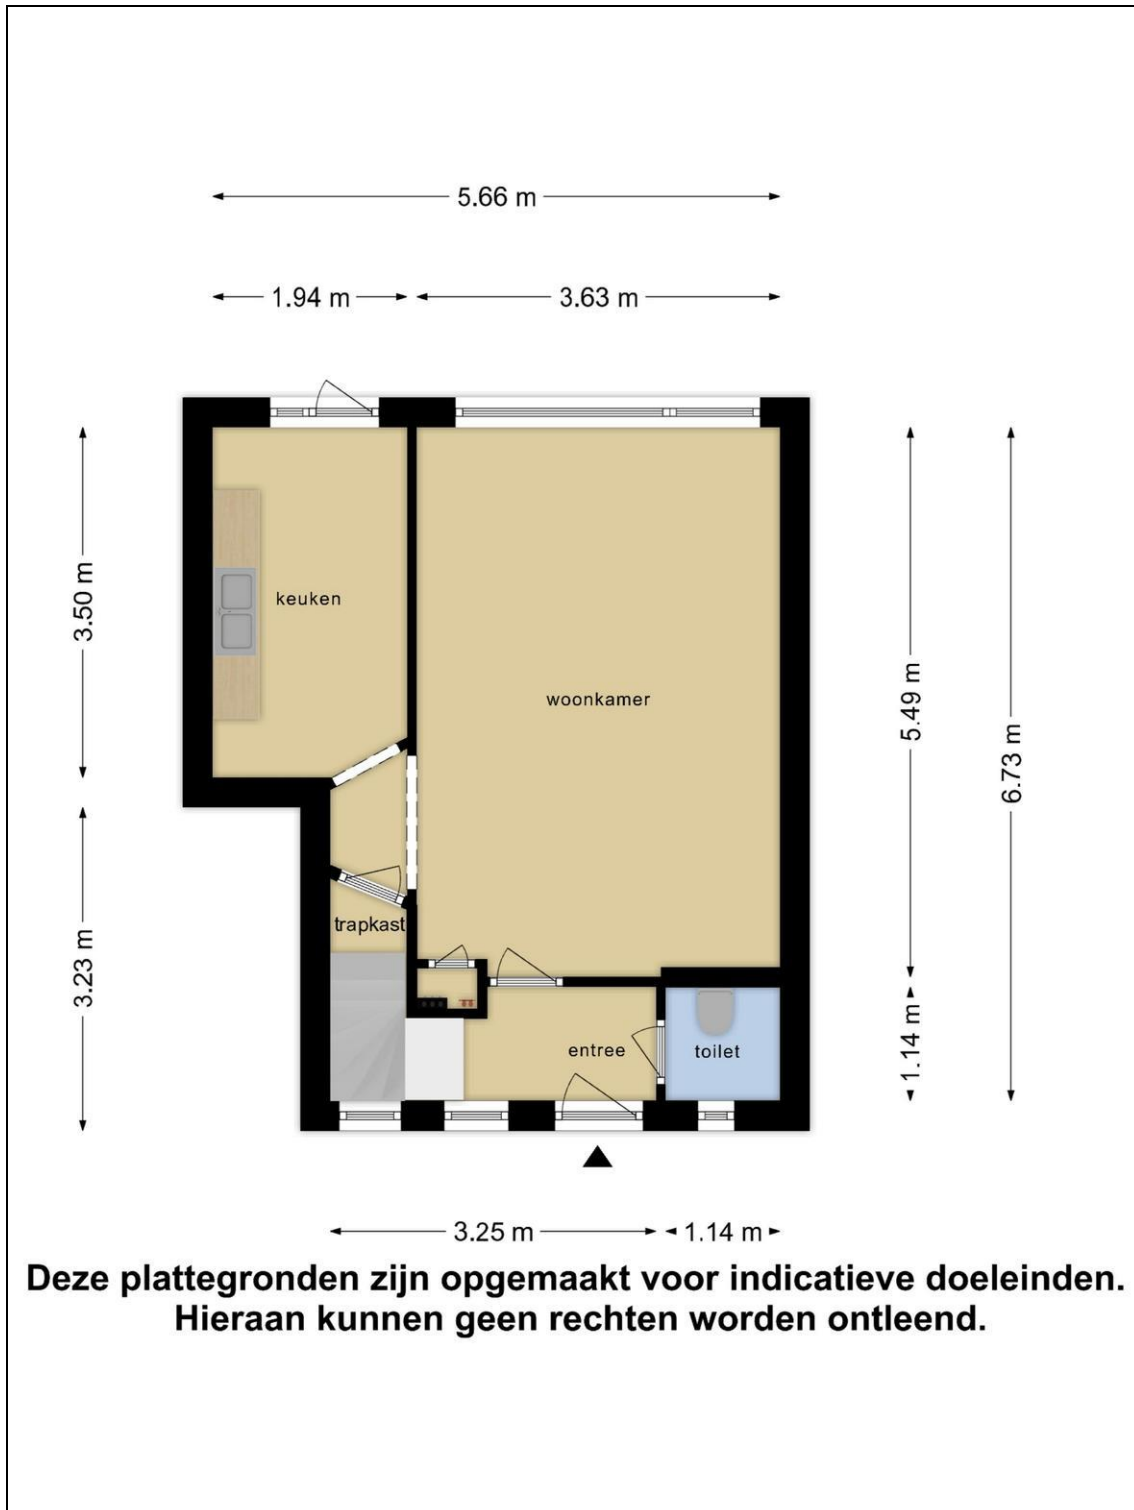 5.66 m
1.94 m
3.63 m
3.50 m
keuken
woonkamer
5.49 m
6.73 m
trapkast
3.23 m
entree
toilet
1.14 m
3.25 m
1.14 m
Deze plattegronden zijn opgemaakt voor indicatieve doeleinden.
Hieraan kunnen geen rechten worden ontleend.